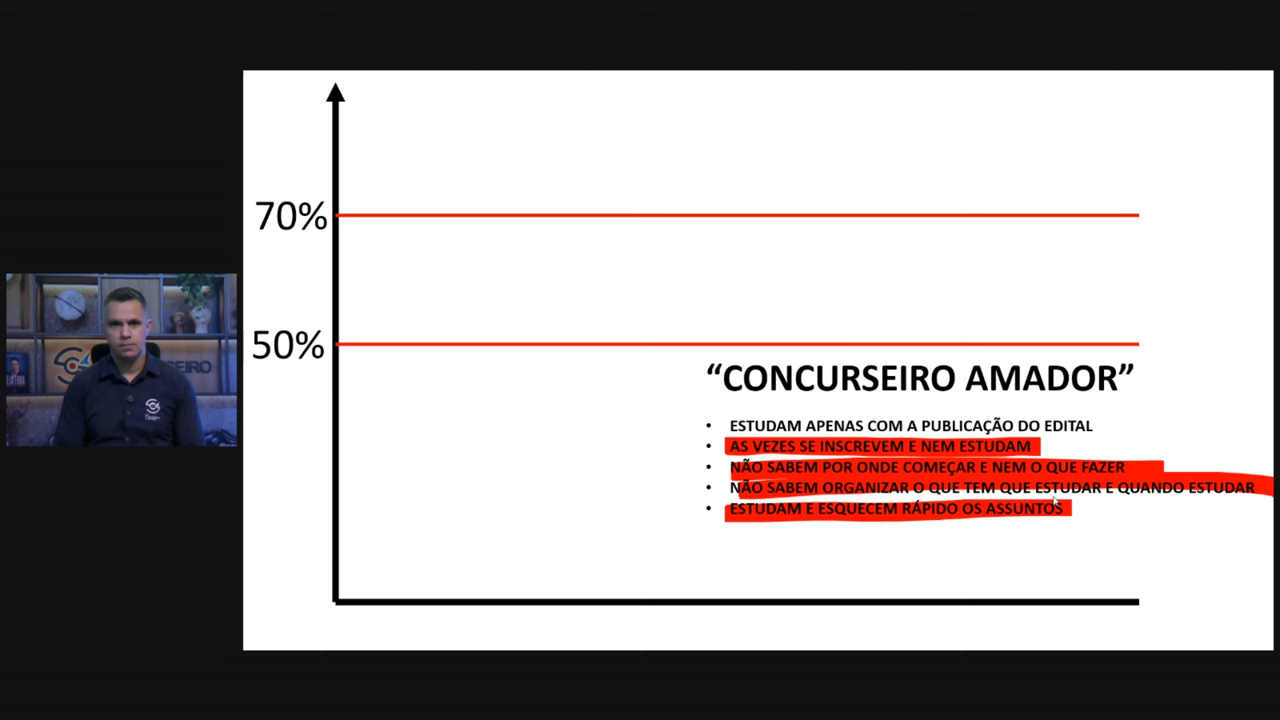 70%
50%
“CONCURSEIRO AMADOR”
• ESTUDAM APENAS COM A PUBLICAÇÃO DO EDITAL
• AS VEZES SE INSCREVEM E NEM ESTUDAM
• NÃO SABEM POR ONDE COMEÇAR E NEM O QUE FAZER
• NÃO SABEM ORGANIZAR O QUE TEM QUE ESTUDAR E QUANDO ESTUDAR
• ESTUDAM E ESQUECEM RÁPIDO OS ASSUNTOS
SEIRO